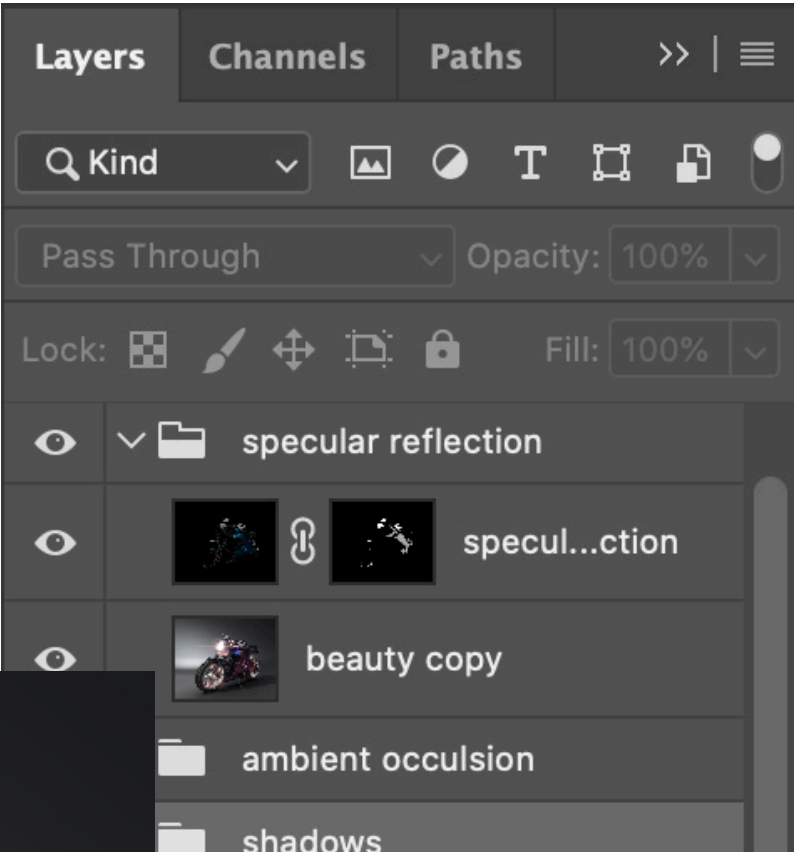 Layers Channels Paths
Kind
Pass Through Opacity: 100%
Lock: Fill: 100%
specular reflection
specul...ction
beauty copy
ambient occulsion
shadows